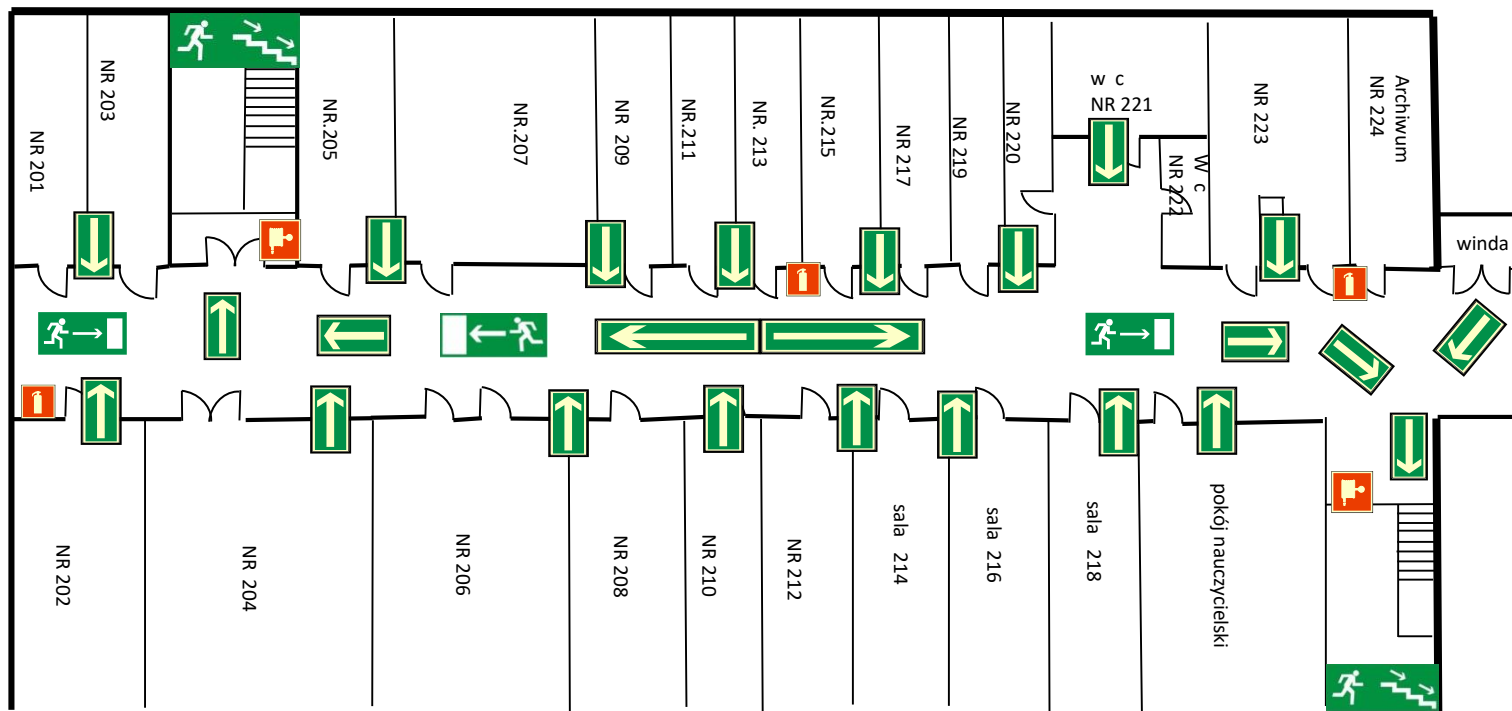 NR 201
NR 203
NR.205
NR.207
NR 209
NR.211
NR. 213
NR.215
NR 217
NR 219
NR 220
w c
NR 221
W c
NR 222
NR 223
Archiwum
NR 224
winda
NR 202
NR 204
NR 206
NR 208
NR 210
NR 212
sala 214
sala 216
sala 218
pokój nauczycielski